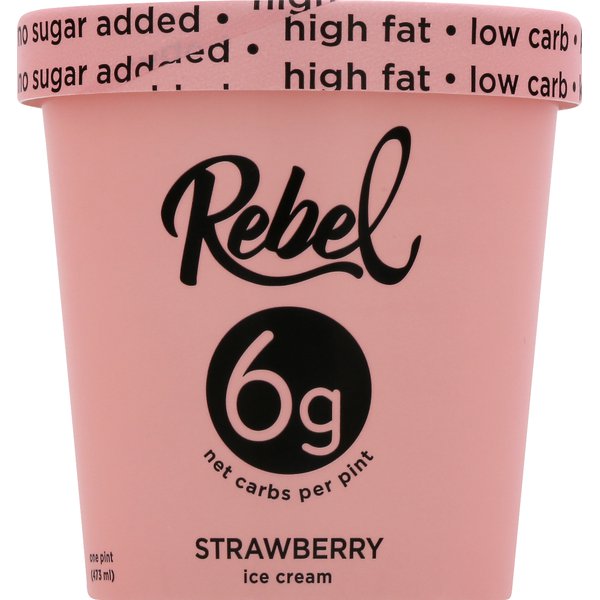 high
no sugar added • high fat • low carb •
no sugar added • high fat • low carb •
Rebel
6g
net carbs per pint
STRAWBERRY
ice cream
one pint
(473 ml)